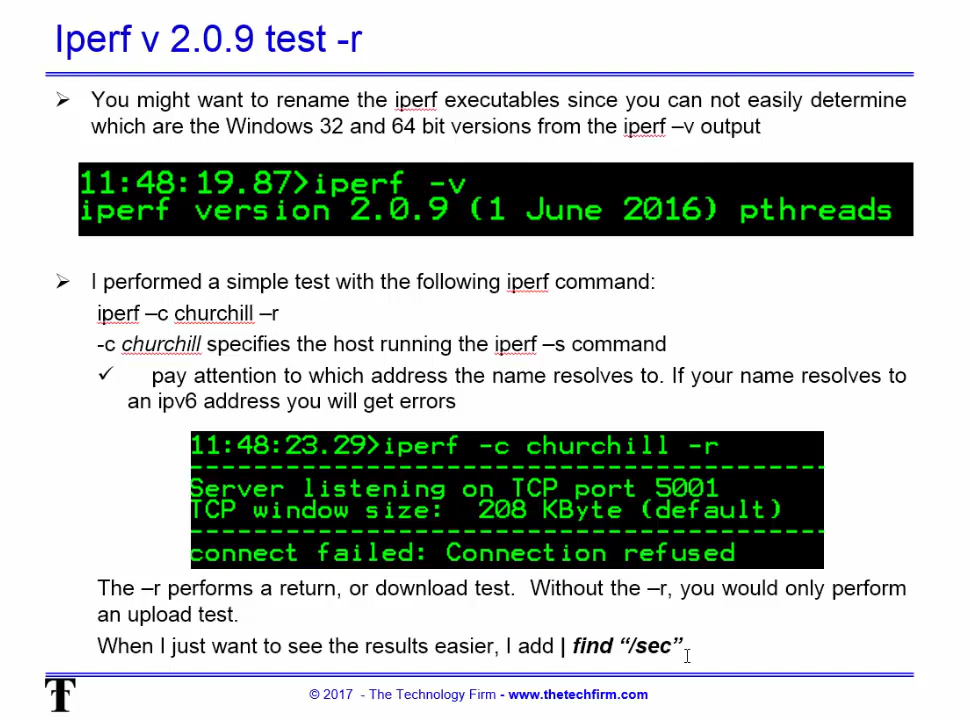 Iperf v 2.0.9 test -r
You might want to rename the iperf executables since you can not easily determine
which are the Windows 32 and 64 bit versions from the iperf –v output
11:48:19.87>iperf -v
iperf version 2.0.9 (1 June 2016) pthreads
I performed a simple test with the following iperf command:
iperf –c churchill –r
-c churchill specifies the host running the iperf –s command
pay attention to which address the name resolves to. If your name resolves to
an ipv6 address you will get errors
11:48:23.29>iperf -c churchill -r
------------------------------------------------------------
Server listening on TCP port 5001
TCP window size:  208 KByte (default)
------------------------------------------------------------
connect failed: Connection refused
The –r performs a return, or download test.  Without the –r, you would only perform
an upload test.
When I just want to see the results easier, I add | find “/sec”
T © 2017  - The Technology Firm - www.thetechfirm.com